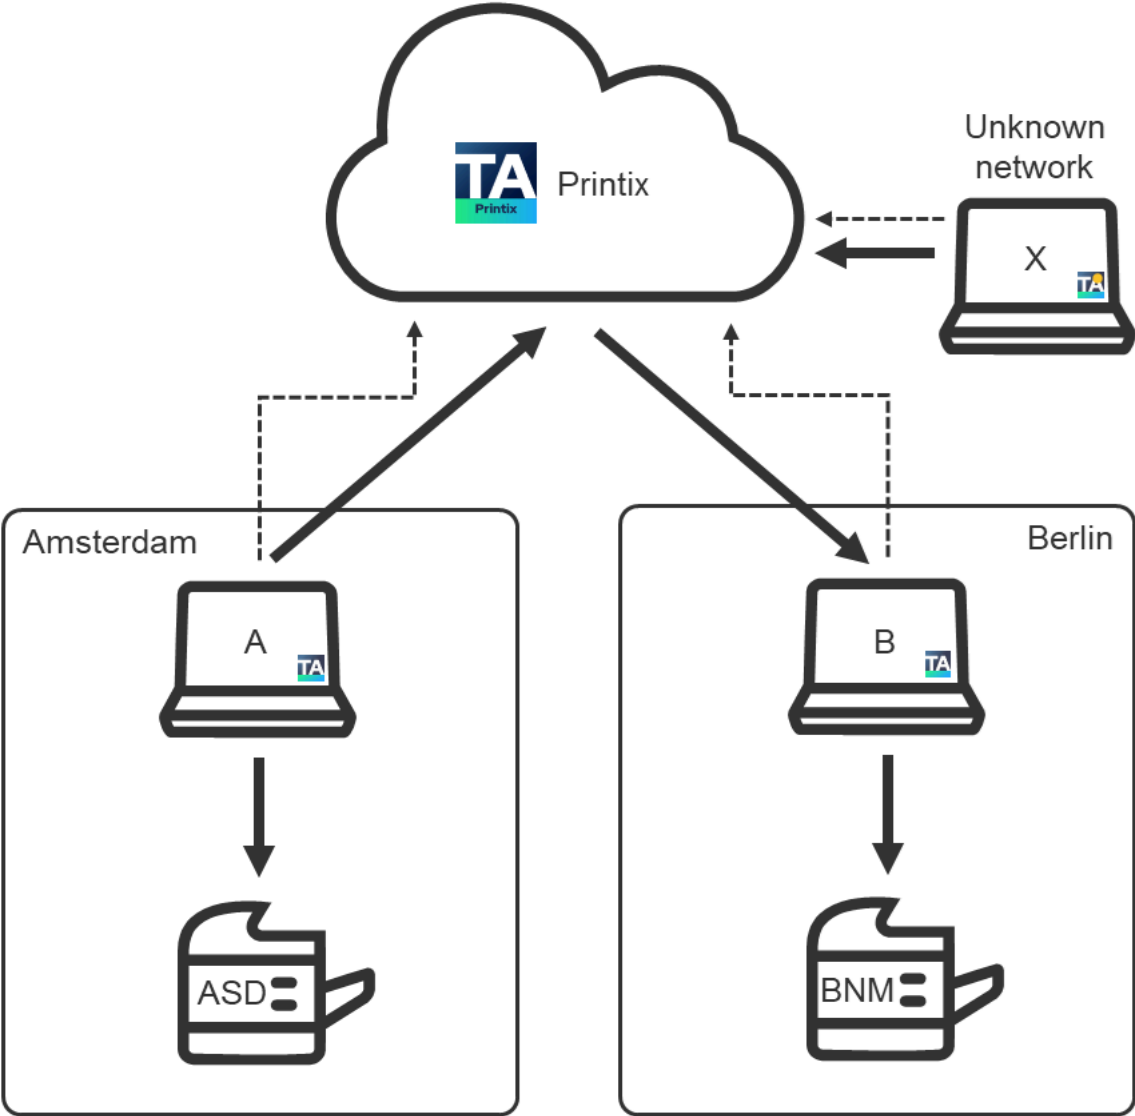 Unknown
network
TA
Printix
Printix
X
TA
Amsterdam
Berlin
A
TA
B
TA
ASD
BNM